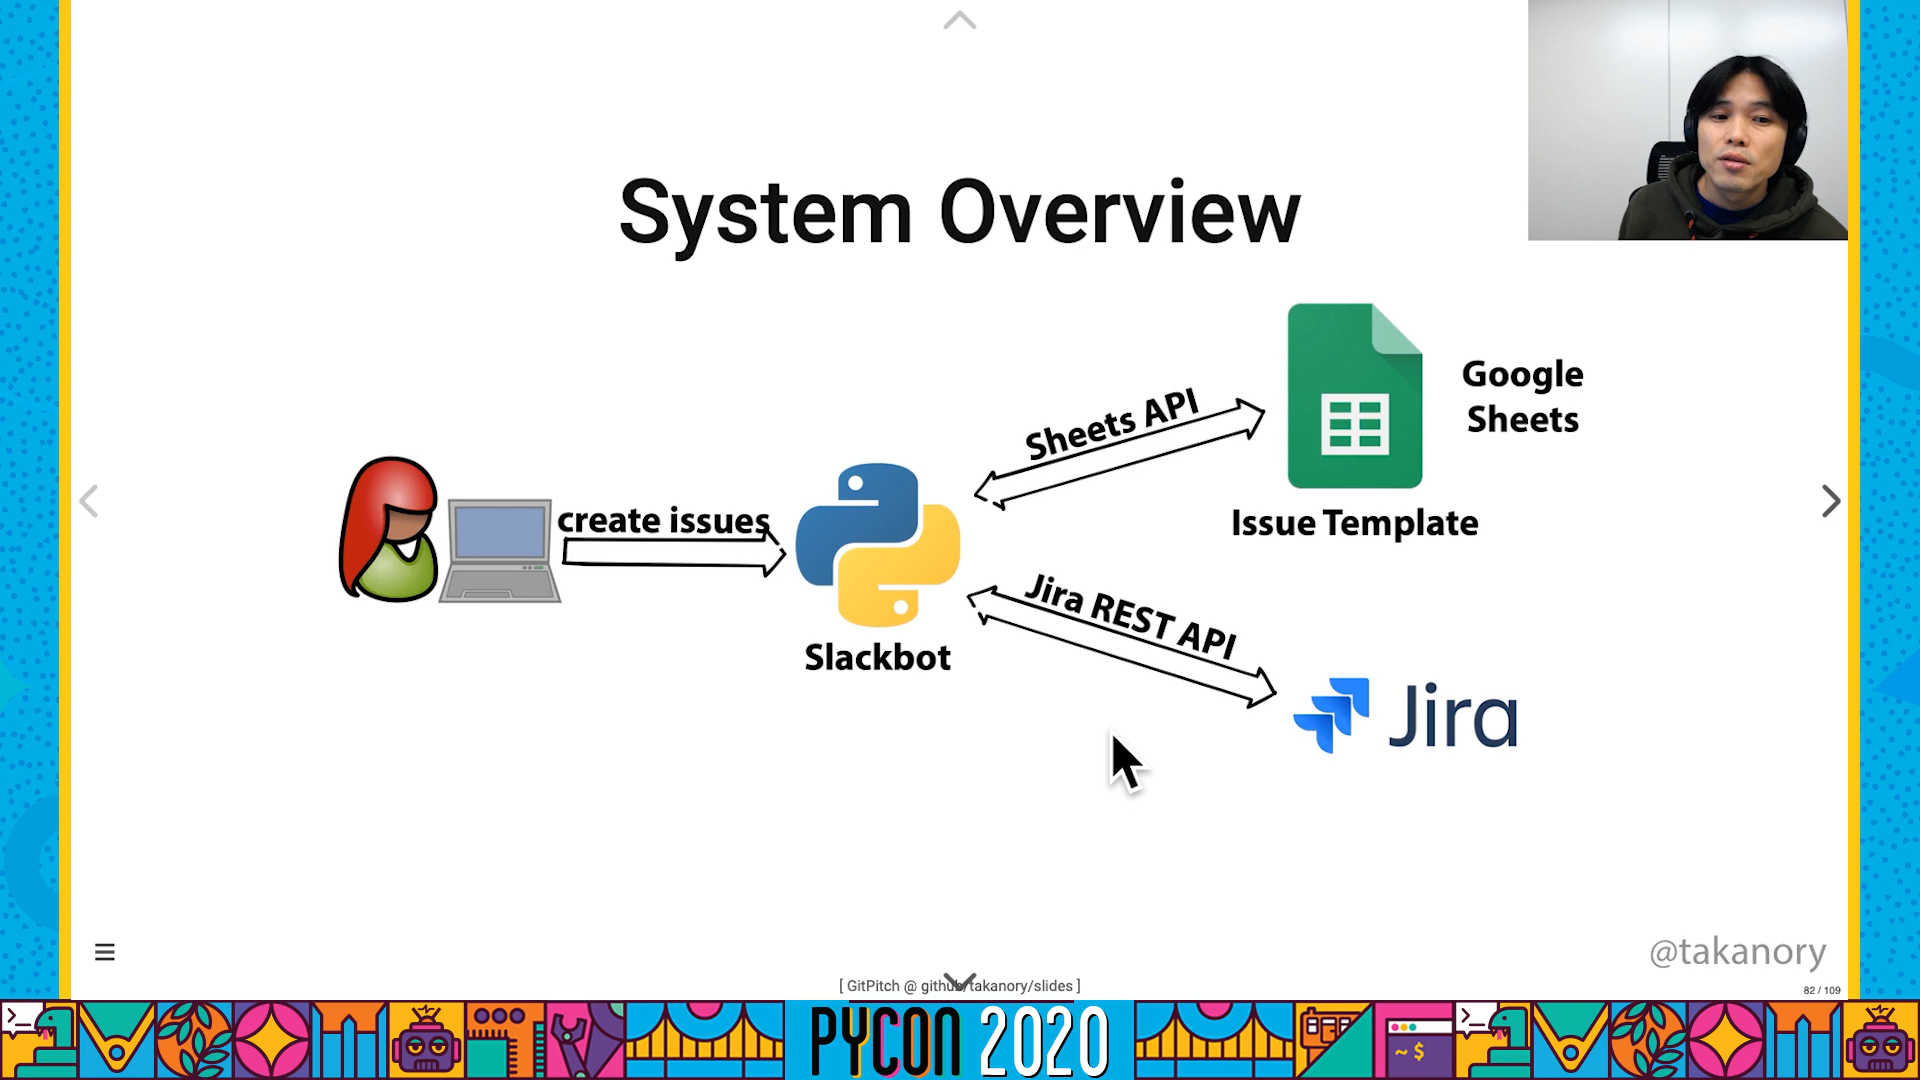 System Overview
Google
Sheets
Sheets API
Issue Template
create issues
Slackbot
Jira REST API
Jira
@takanory
[ GitPitch @ github/takanory/slides ]
82 / 109
PYCON 2020
~ $